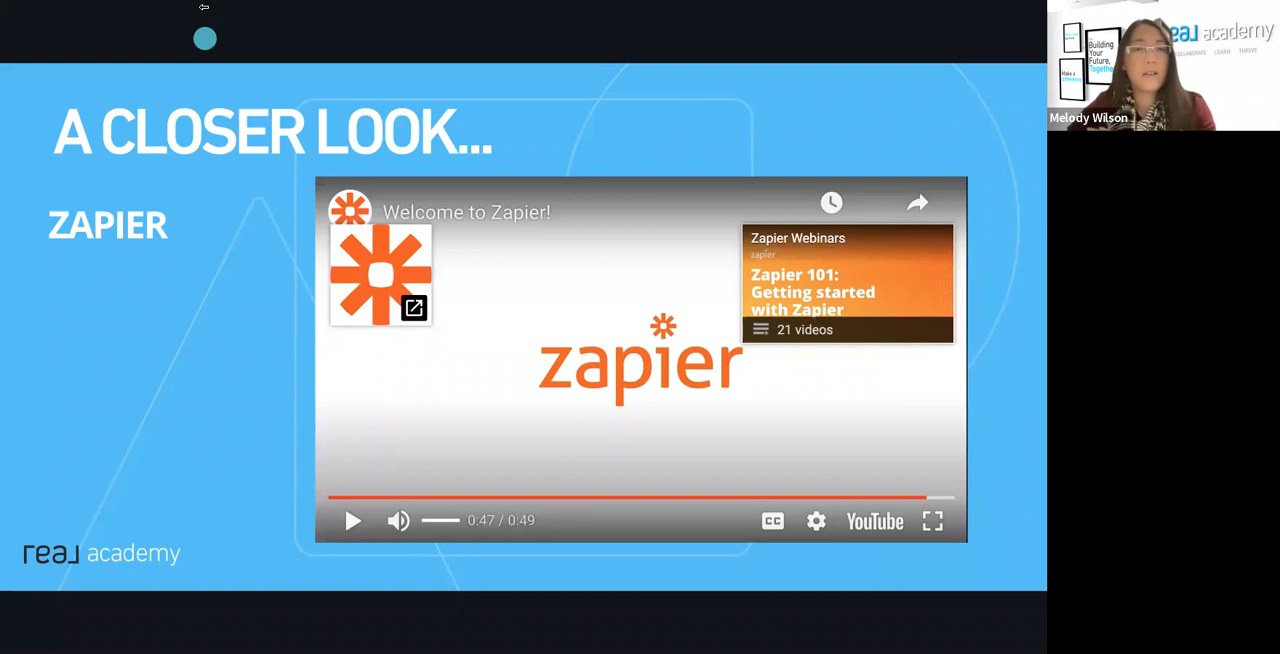 A CLOSER LOOK...
ZAPIER
Welcome to Zapier!
Zapier Webinars
zapier
Zapier 101:
Getting started
with Zapier
21 videos
zapier
0:47 / 0:49
CC
YouTube
real academy
real academy
COLLABORATE LEARN THRIVE
Building
Your
Future,
Together
Make a
difference
Melody Wilson